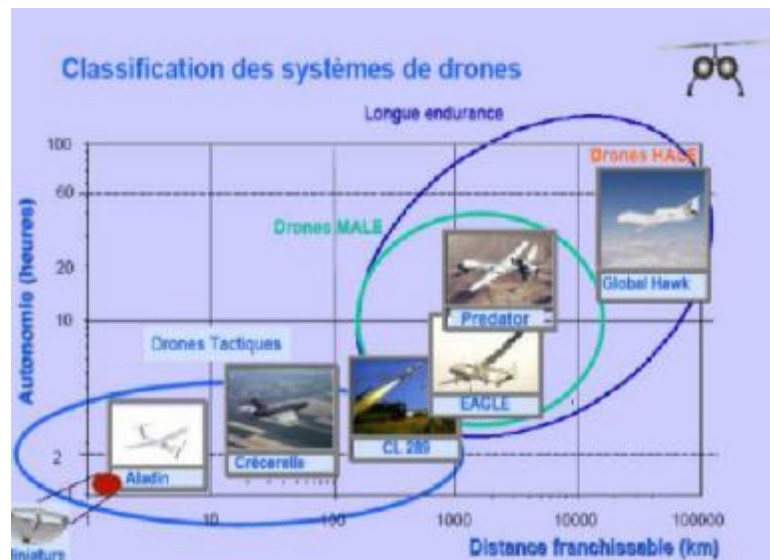 Classification des systèmes de drones
Longue endurance
100
Drones HALE
60
Drones MALE
Autonomie (heures)
20
Global Hawk
10
Predator
Drones Tactiques
EAGLE
CL 289
2
Crécerelle
Aladin
1
10
100
1000
10000
100000
Distance franchissable (km)